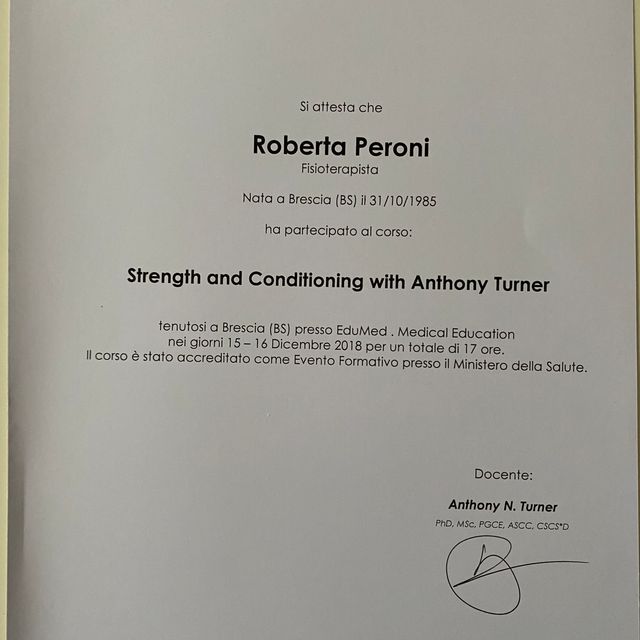 Si attesta che
Roberta Peroni
Fisioterapista
Nata a Brescia (BS) il 31/10/1985
ha partecipato al corso:
Strength and Conditioning with Anthony Turner
tenutosi a Brescia (BS) presso EduMed . Medical Education
nei giorni 15 – 16 Dicembre 2018 per un totale di 17 ore.
Il corso è stato accreditato come Evento Formativo presso il Ministero della Salute.
Docente:
Anthony N. Turner
PhD, MSc, PGCE, ASCC, CSCS*D